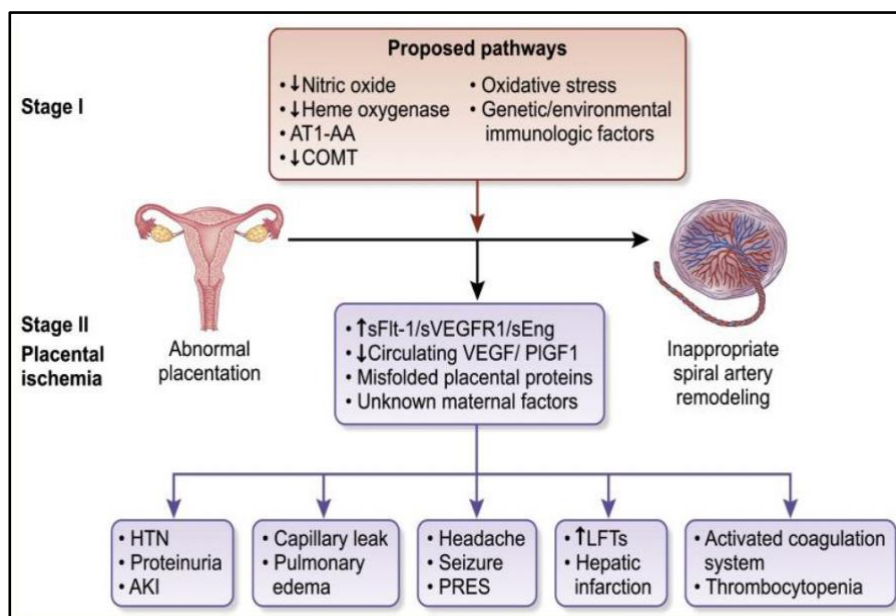 Proposed pathways
Stage I
• ↓Nitric oxide
• ↓Heme oxygenase
• AT1-AA
• ↓COMT
• Oxidative stress
• Genetic/environmental
immunologic factors
Stage II
Placental
ischemia
Abnormal
placentation
• ↑sFlt-1/sVEGFR1/sEng
• ↓Circulating VEGF/ PlGF1
• Misfolded placental proteins
• Unknown maternal factors
Inappropriate
spiral artery
remodeling
• HTN
• Proteinuria
• AKI
• Capillary leak
• Pulmonary
edema
• Headache
• Seizure
• PRES
• ↑LFTs
• Hepatic
infarction
• Activated coagulation
system
• Thrombocytopenia